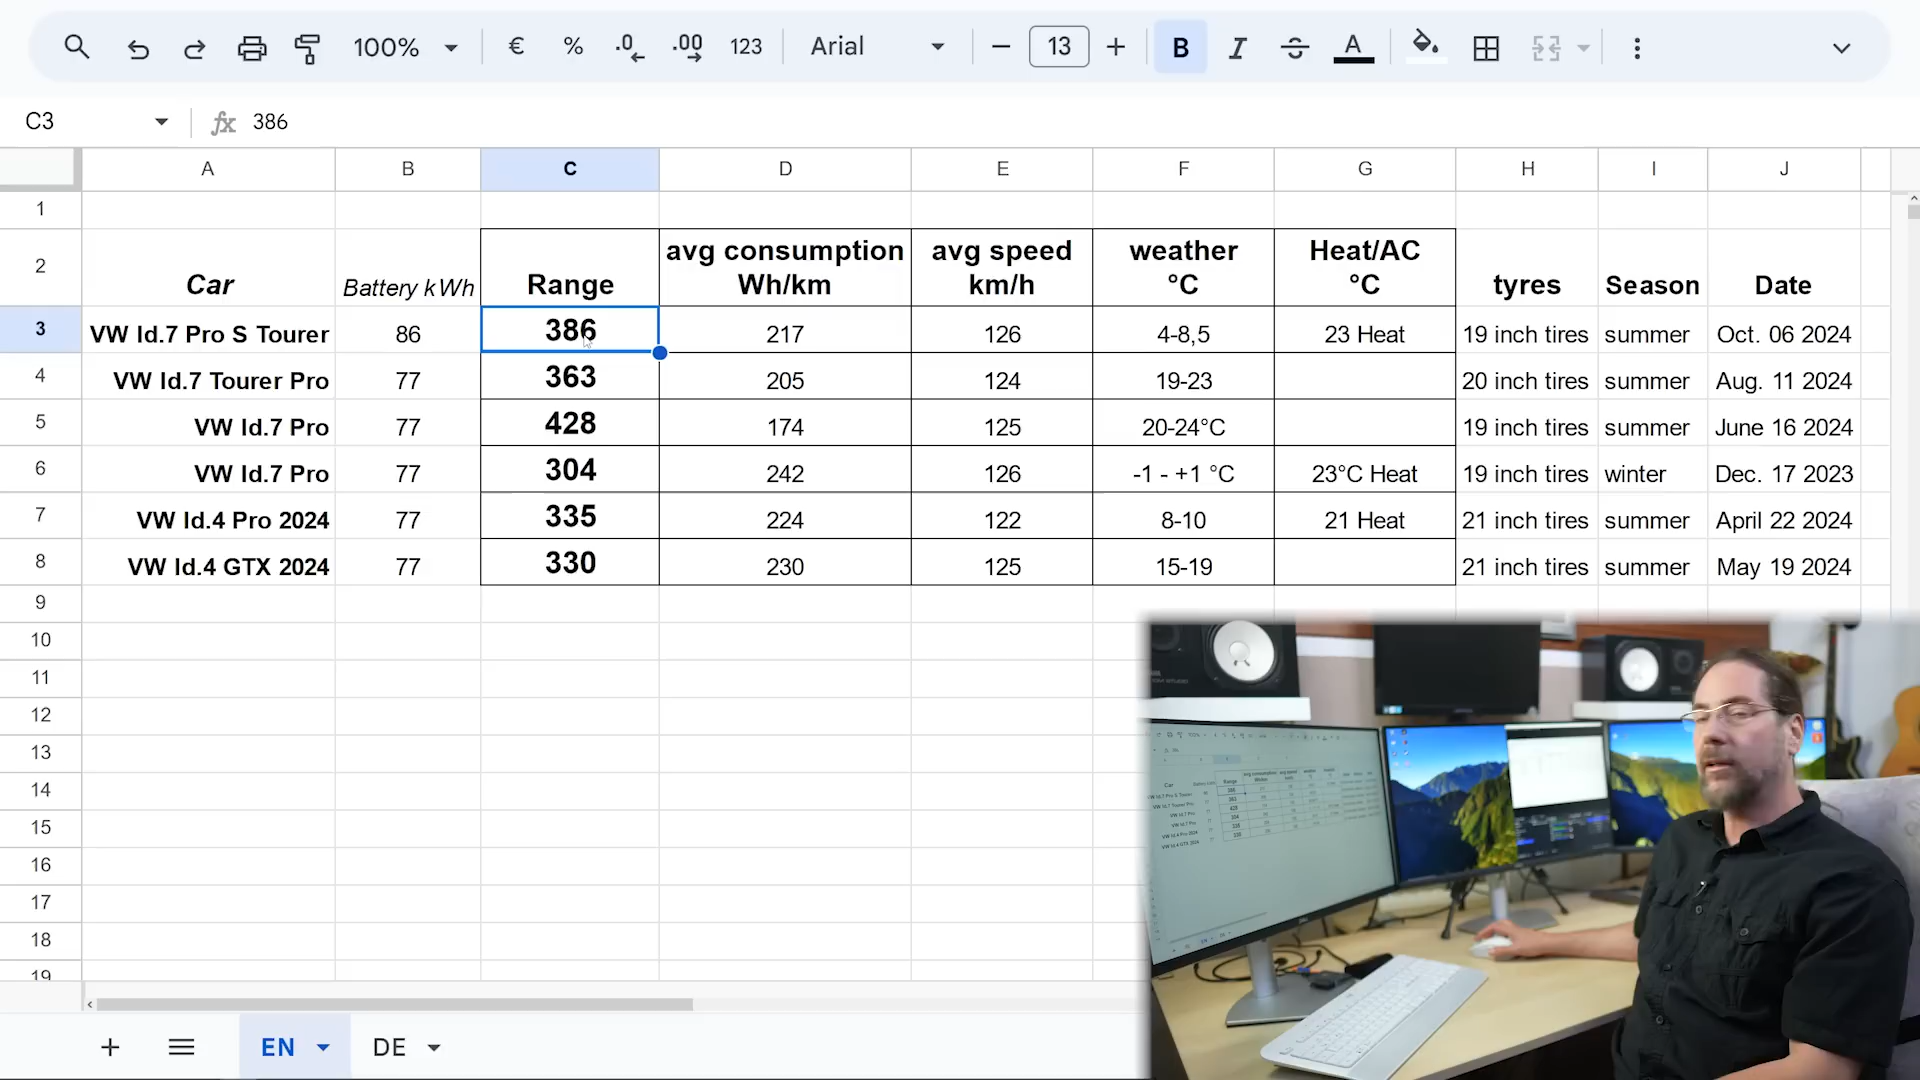 100% € % .0 .00 123 Arial 13 B I S A
C3 fx 386
A B C D E F G H I J
1
2 Car Battery kWh Range avg consumption Wh/km avg speed km/h weather °C Heat/AC °C tyres Season Date
3 VW Id.7 Pro S Tourer 86 386 217 126 4-8,5 23 Heat 19 inch tires summer Oct. 06 2024
4 VW Id.7 Tourer Pro 77 363 205 124 19-23 20 inch tires summer Aug. 11 2024
5 VW Id.7 Pro 77 428 174 125 20-24°C 19 inch tires summer June 16 2024
6 VW Id.7 Pro 77 304 242 126 -1 - +1 °C 23°C Heat 19 inch tires winter Dec. 17 2023
7 VW Id.4 Pro 2024 77 335 224 122 8-10 21 Heat 21 inch tires summer April 22 2024
8 VW Id.4 GTX 2024 77 330 230 125 15-19 21 inch tires summer May 19 2024
9
10
11
12
13
14
15
16
17
18
19
EN DE